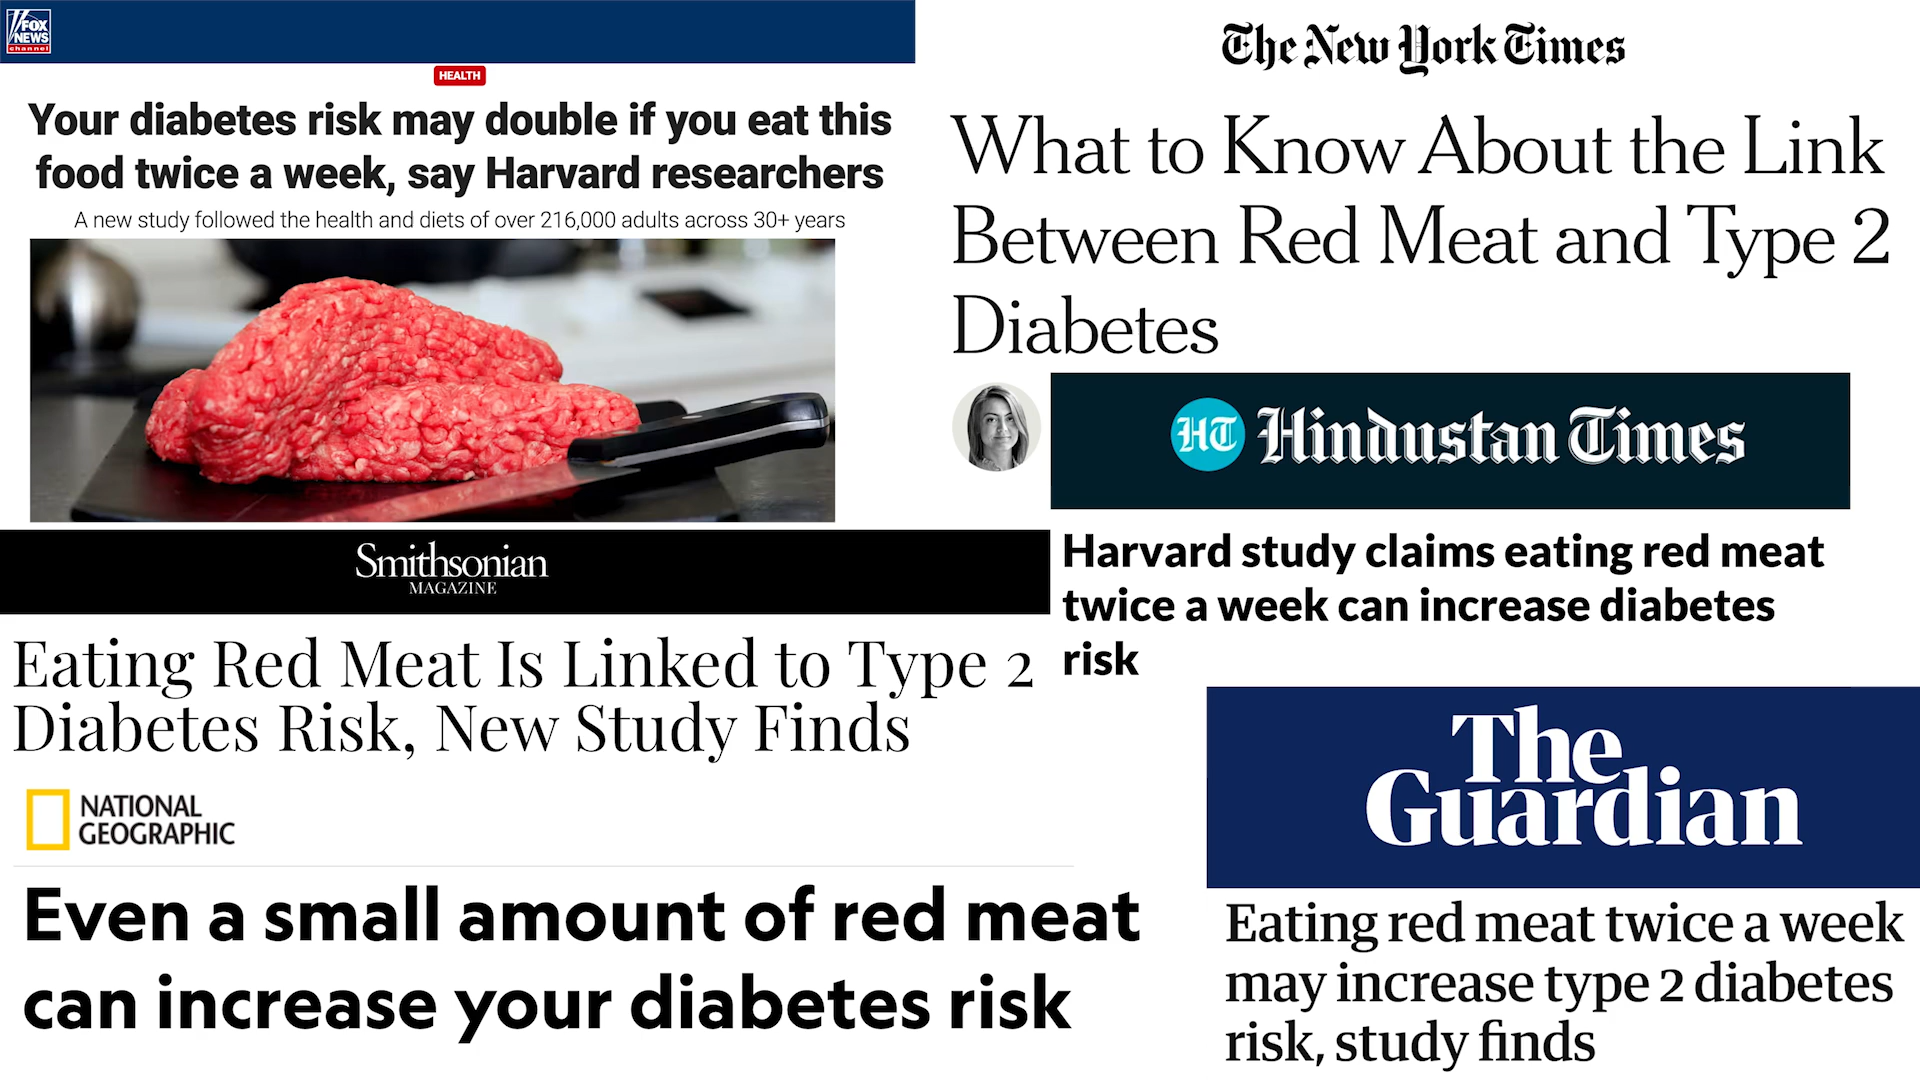 FOX
NEWS
channel
HEALTH
Your diabetes risk may double if you eat this
food twice a week, say Harvard researchers
A new study followed the health and diets of over 216,000 adults across 30+ years
The New York Times
What to Know About the Link
Between Red Meat and Type 2
Diabetes
HT Hindustan Times
Harvard study claims eating red meat
twice a week can increase diabetes
risk
Smithsonian
MAGAZINE
Eating Red Meat Is Linked to Type 2
Diabetes Risk, New Study Finds
NATIONAL
GEOGRAPHIC
Even a small amount of red meat
can increase your diabetes risk
The
Guardian
Eating red meat twice a week
may increase type 2 diabetes
risk, study finds